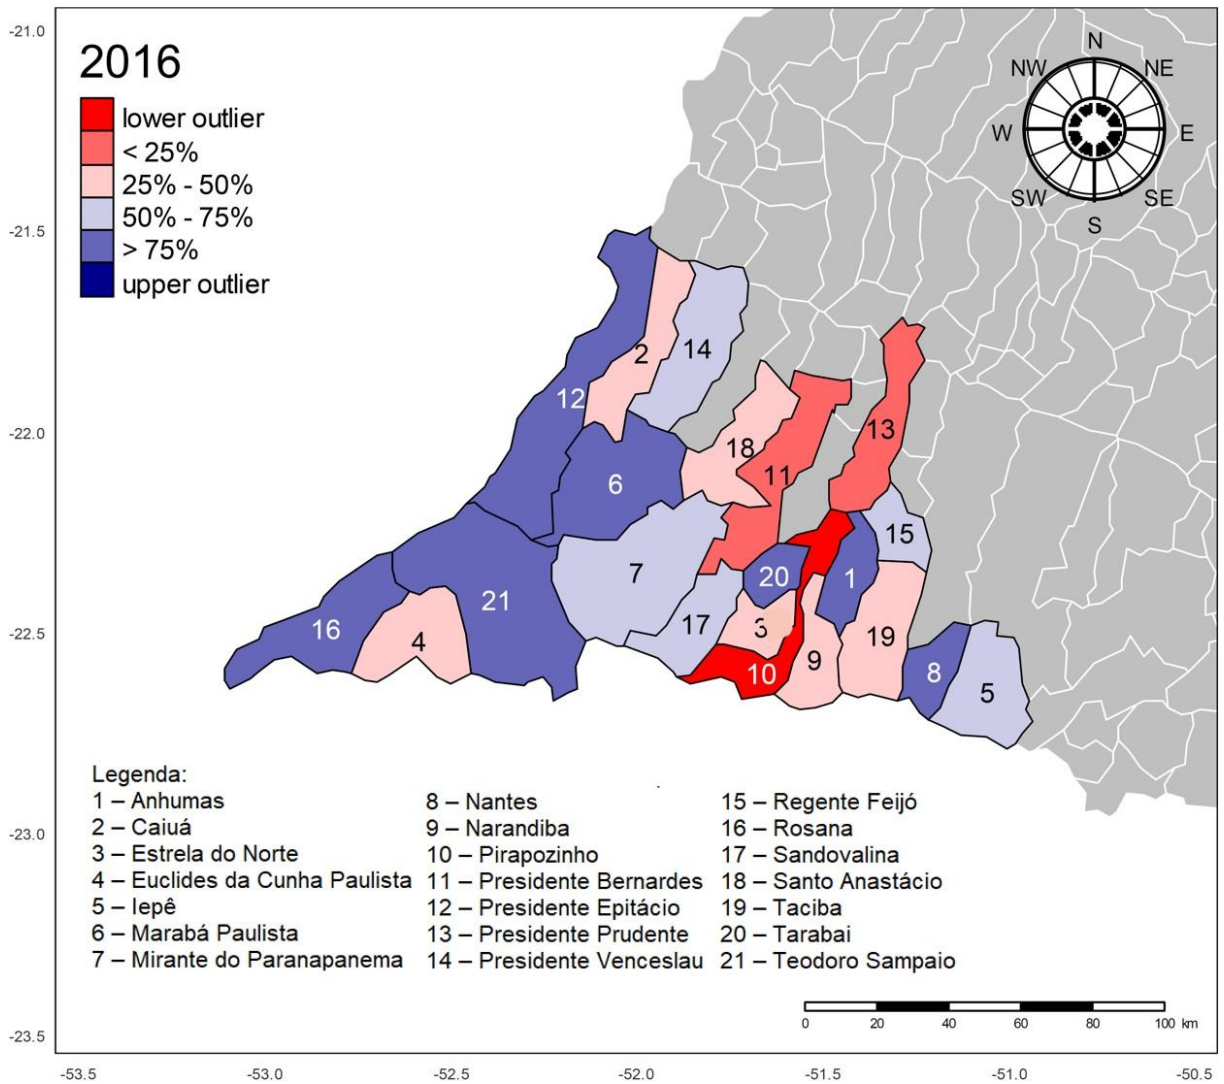 2016
lower outlier
< 25%
25% - 50%
50% - 75%
> 75%
upper outlier
N
NW NE
W E
SW SE
S
-21.0
-21.5
-22.0
-22.5
-23.0
-23.5
2
14
12
13
18
11
6
15
20
1
7
21
16
17
3
4
19
9
10
8
5
Legenda:
1 – Anhumas
2 – Caiuá
3 – Estrela do Norte
4 – Euclides da Cunha Paulista
5 – Iepê
6 – Marabá Paulista
7 – Mirante do Paranapanema
8 – Nantes
9 – Narandiba
10 – Pirapozinho
11 – Presidente Bernardes
12 – Presidente Epitácio
13 – Presidente Prudente
14 – Presidente Venceslau
15 – Regente Feijó
16 – Rosana
17 – Sandovalina
18 – Santo Anastácio
19 – Taciba
20 – Tarabai
21 – Teodoro Sampaio
0 20 40 60 80 100 km
-53.5 -53.0 -52.5 -52.0 -51.5 -51.0 -50.5